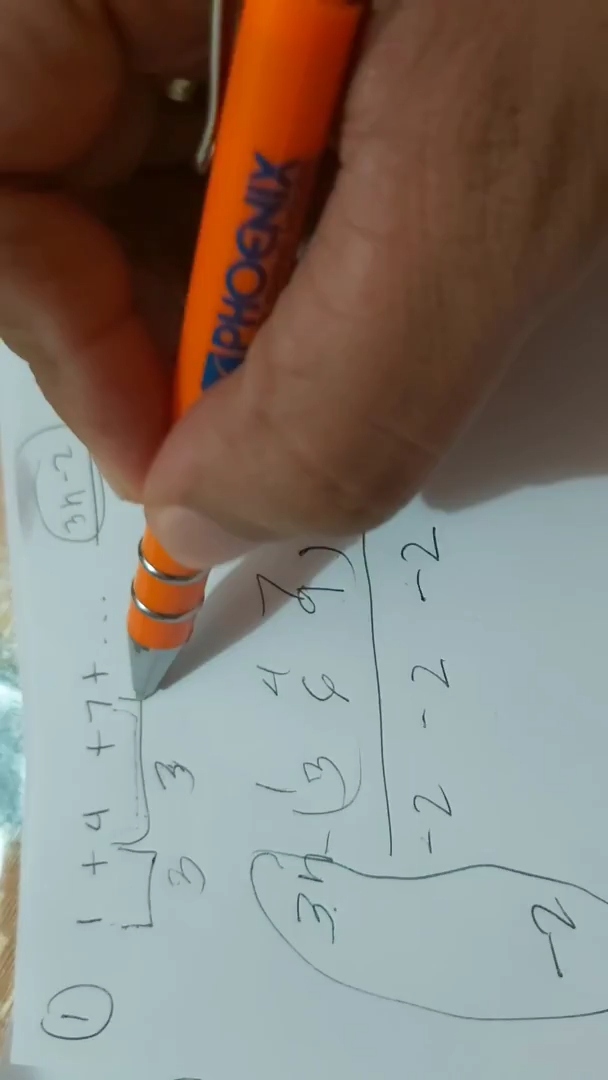 ① 1 + 4 + 7 + ...
3n-2
3 3
1 4 7
3n - (3 6 9)
-2 -2 -2
-2
PHOENIX